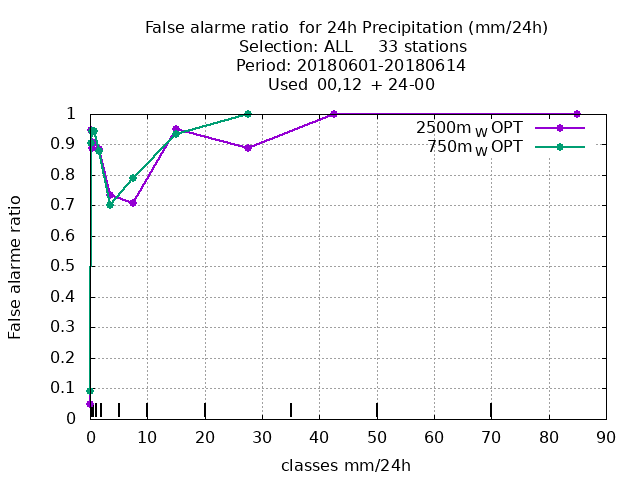 False alarme ratio  for 24h Precipitation (mm/24h)
Selection: ALL     33 stations
Period: 20180601-20180614
Used  00,12  + 24-00
2500m W OPT
750m W OPT
1
0.9
0.8
0.7
0.6
0.5
0.4
0.3
0.2
0.1
0
False alarme ratio
0 10 20 30 40 50 60 70 80 90
classes mm/24h